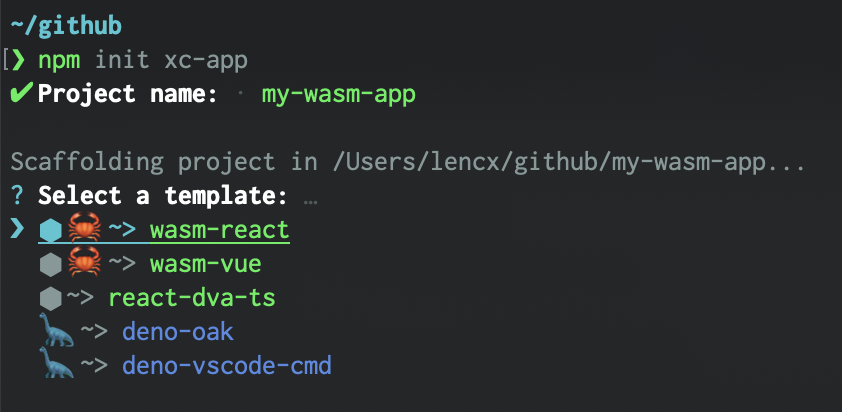 ~/github
[❯ npm init xc-app
✔Project name: · my-wasm-app
Scaffolding project in /Users/lencx/github/my-wasm-app...
? Select a template: …
❯ ⬢🦀 ~> wasm-react
⬢🦀 ~> wasm-vue
⬢~> react-dva-ts
🦕 ~> deno-oak
🦕 ~> deno-vscode-cmd